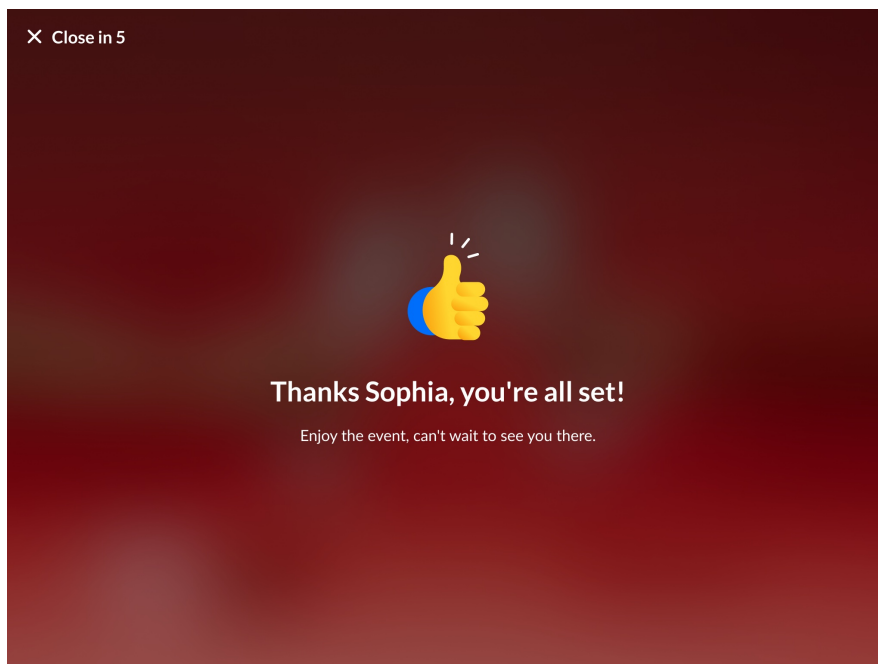 Close in 5
Thanks Sophia, you're all set!
Enjoy the event, can't wait to see you there.